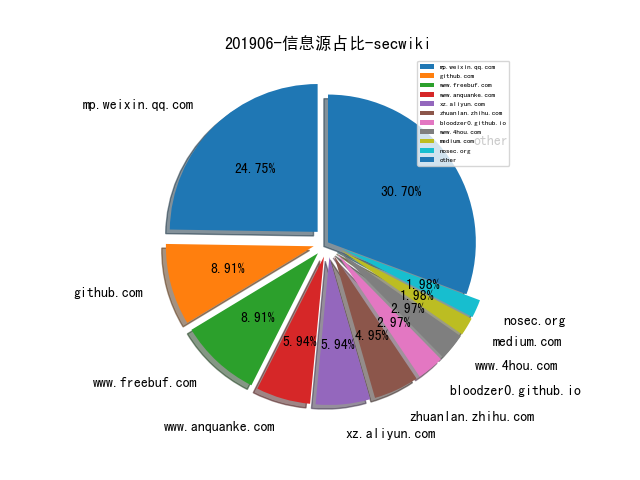 201906-信息源占比-secwiki
mp.weixin.qq.com
github.com
www.freebuf.com
www.anquanke.com
xz.aliyun.com
zhuanlan.zhihu.com
bloodzer0.github.io
www.4hou.com
medium.com
nosec.org
other
other
mp.weixin.qq.com
24.75%
30.70%
github.com
8.91%
www.freebuf.com
8.91%
www.anquanke.com
5.94%
xz.aliyun.com
5.94%
zhuanlan.zhihu.com
4.95%
bloodzer0.github.io
2.97%
www.4hou.com
2.97%
medium.com
1.98%
nosec.org
1.98%